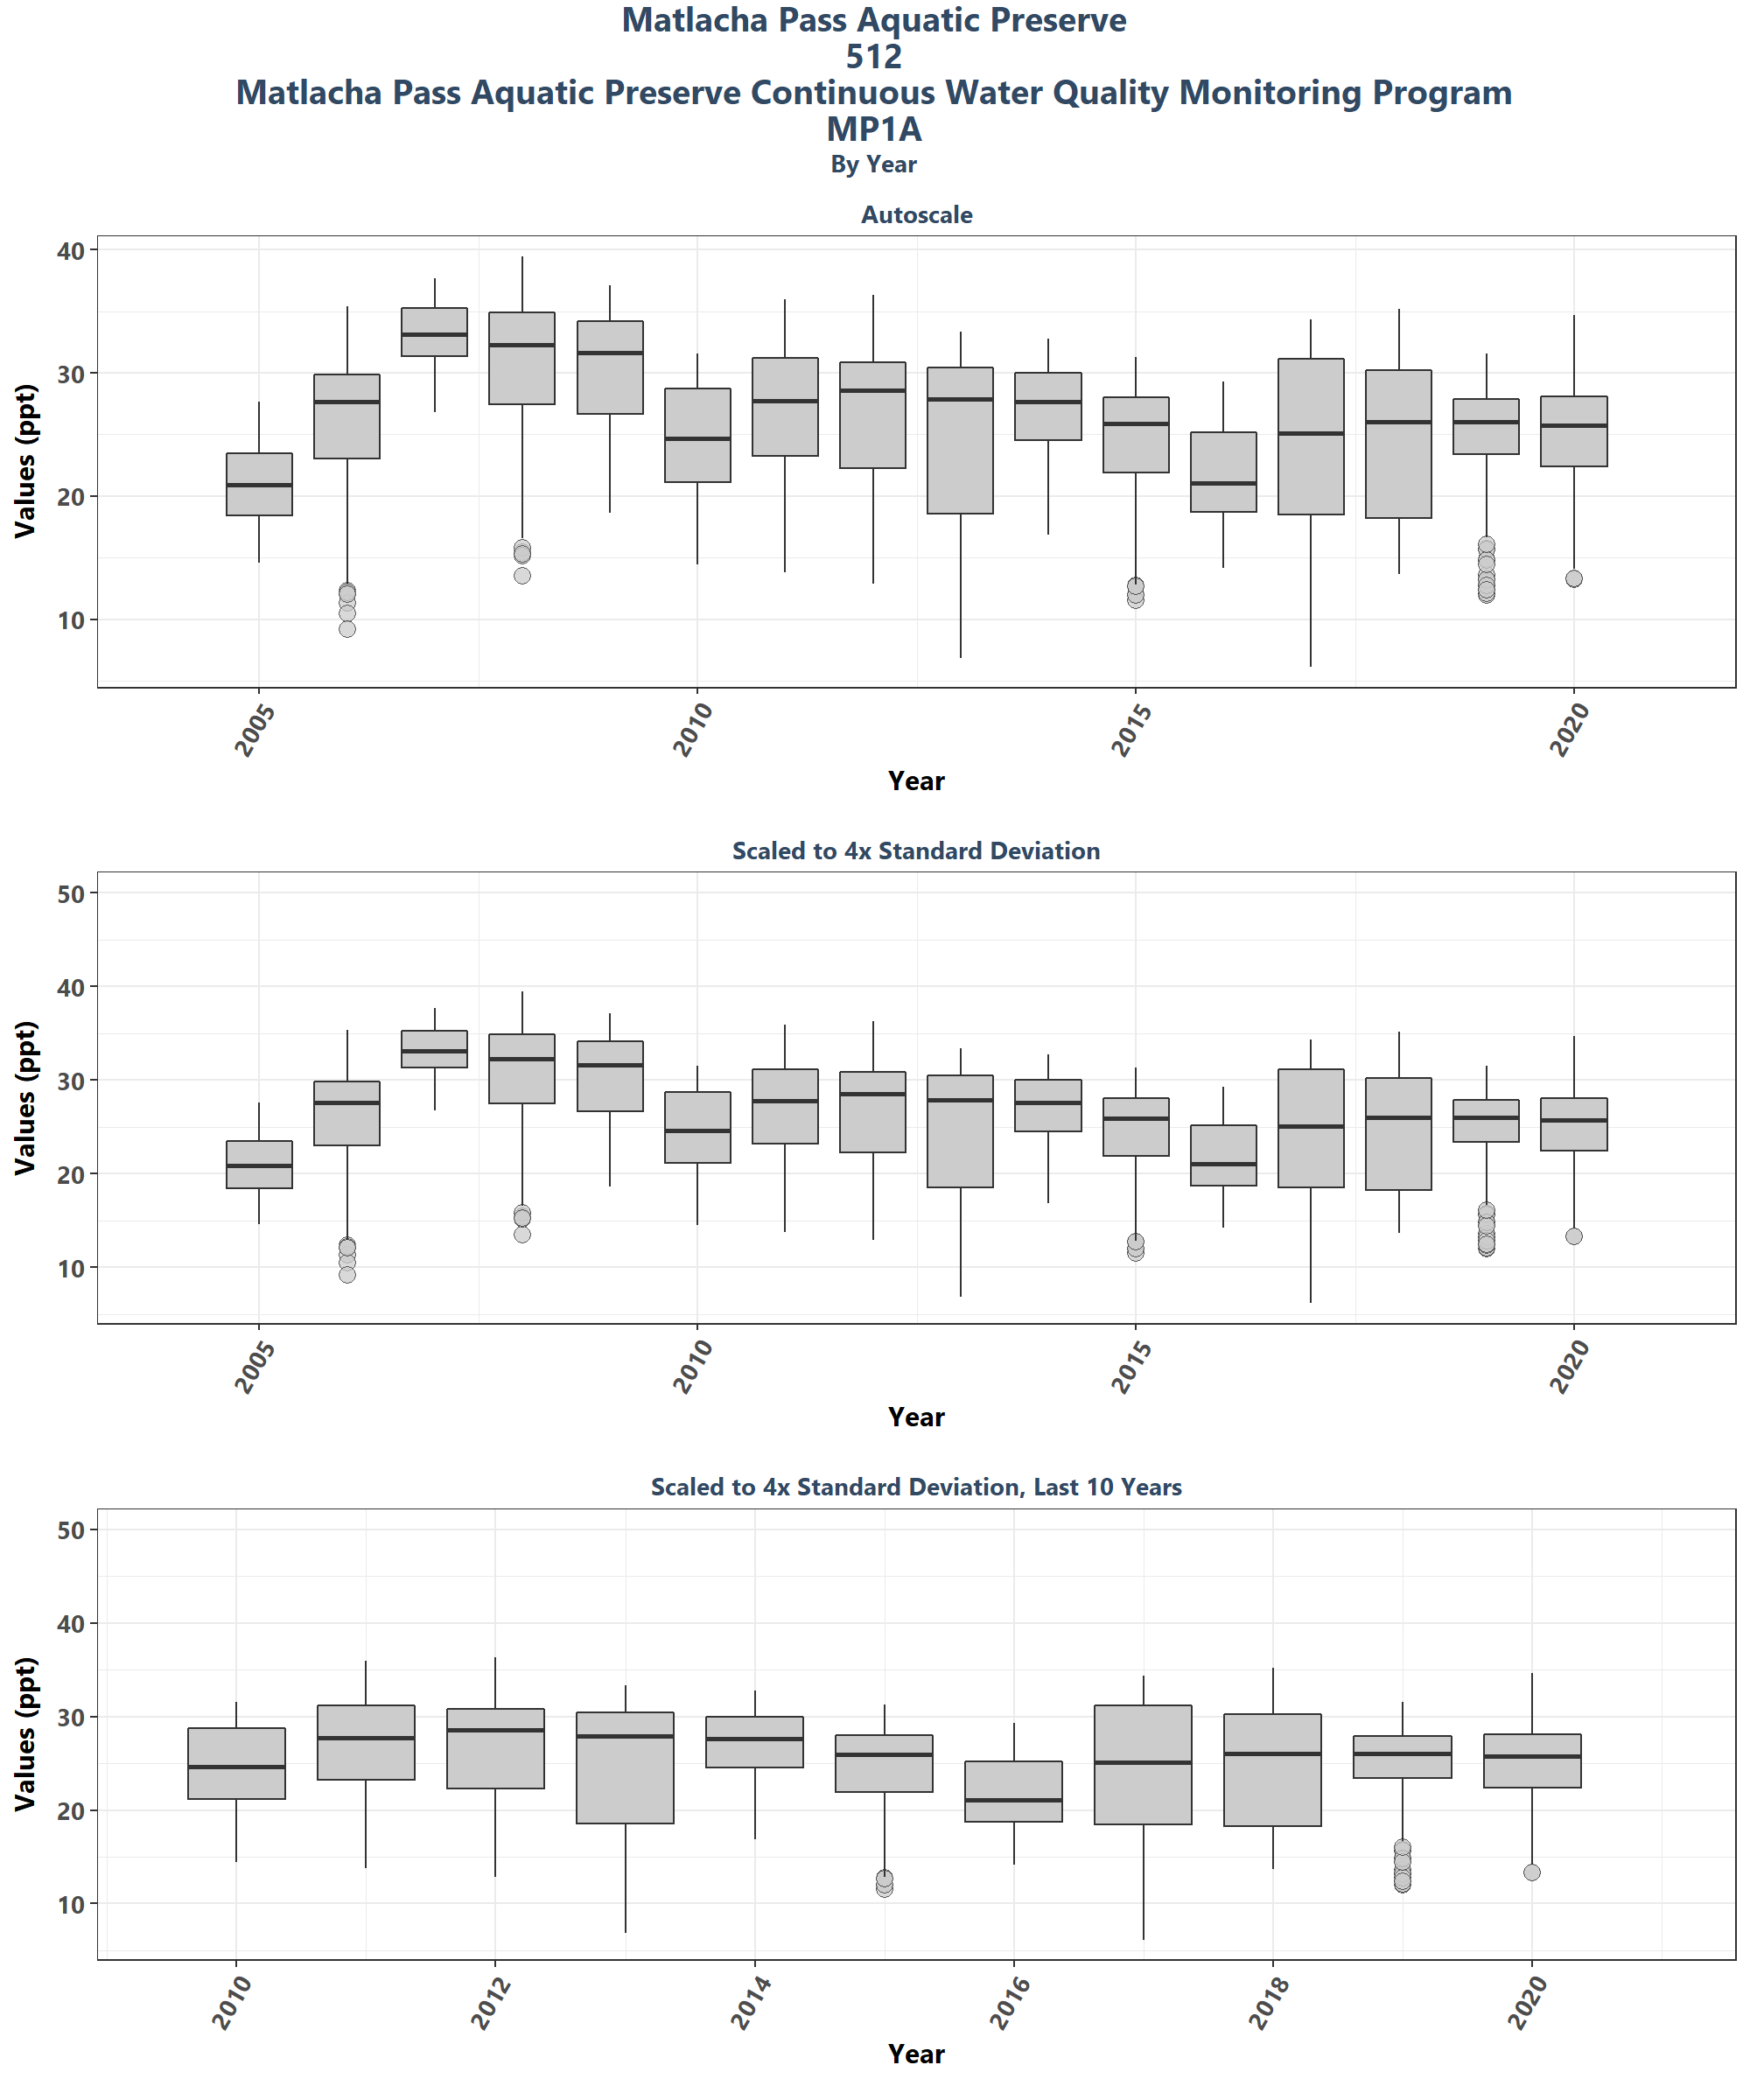 Matlacha Pass Aquatic Preserve
512
Matlacha Pass Aquatic Preserve Continuous Water Quality Monitoring Program
MP1A
By Year
Autoscale
Values (ppt)
40
30
20
10
2005
2010
2015
2020
Year
Scaled to 4x Standard Deviation
Values (ppt)
50
40
30
20
10
2005
2010
2015
2020
Year
Scaled to 4x Standard Deviation, Last 10 Years
Values (ppt)
50
40
30
20
10
2010
2012
2014
2016
2018
2020
Year